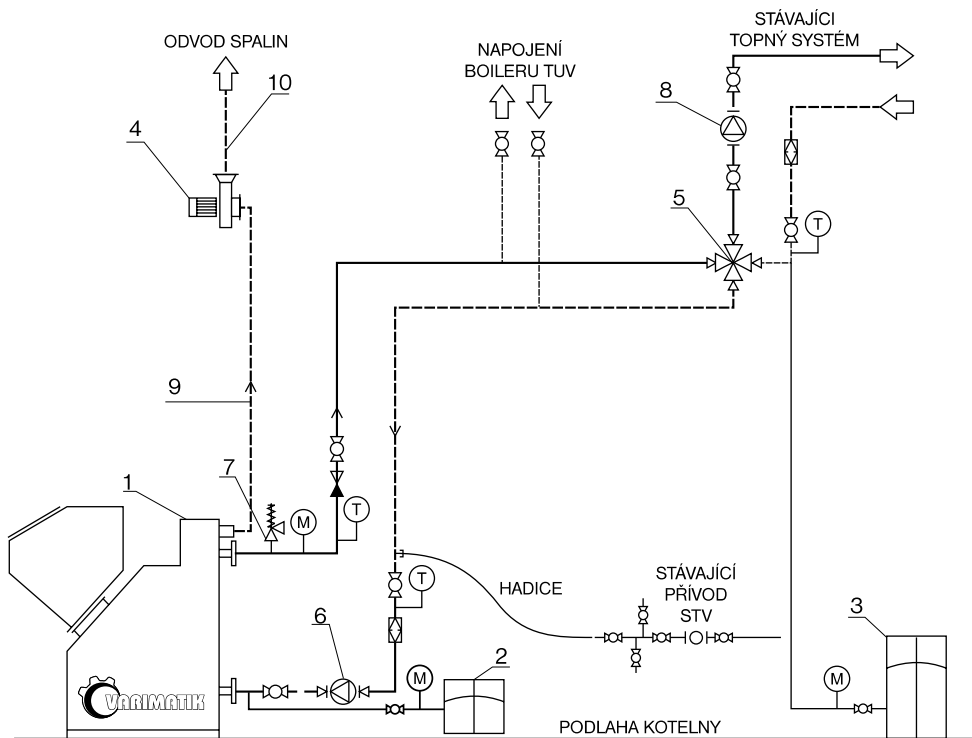 ODVOD SPALIN
NAPOJENÍ
BOILERU TUV
STÁVAJÍCI
TOPNÝ SYSTÉM
10
4
8
5
T
9
7
1
M
T
T
HADICE
STÁVAJÍCÍ
PŘÍVOD
STV
3
6
2
M
M
VARIMATIK
PODLAHA KOTELNY